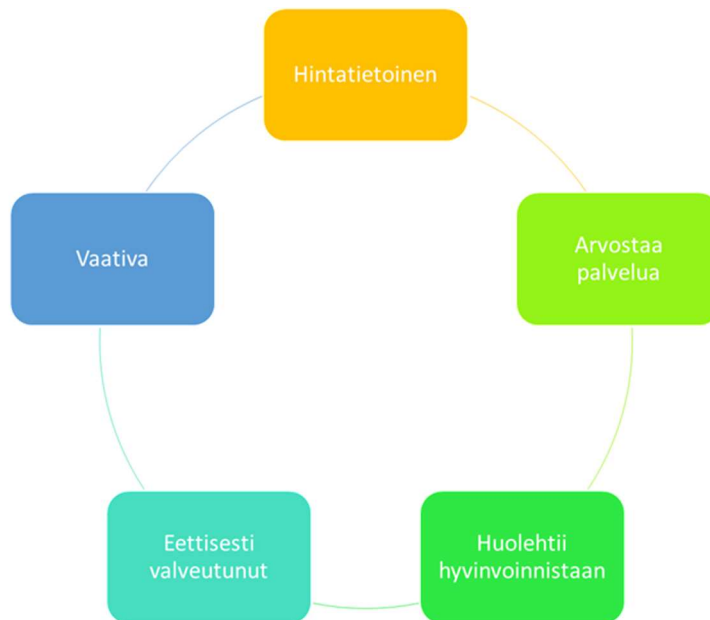 Hintatietoinen
Arvostaa
palvelua
Huolehtii
hyvinvoinnistaan
Eettisesti
valveutunut
Vaativa